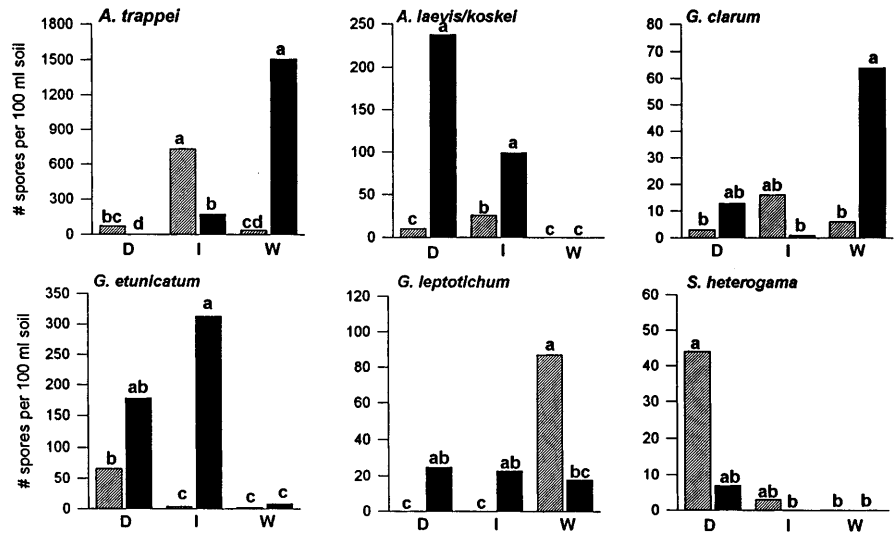 A. trappei
# spores per 100 ml soil
1800
1500
1200
900
600
300
0
bc d a b cd a
D I W
A. laevis/koskei
250
200
150
100
50
0
c a b a c c
D I W
G. clarum
80
70
60
50
40
30
20
10
0
b ab ab b b a
D I W
G. etunicatum
# spores per 100 ml soil
350
300
250
200
150
100
50
0
b ab c a c c
D I W
G. leptotichum
120
100
80
60
40
20
0
c ab c ab a bc
D I W
S. heterogama
60
50
40
30
20
10
0
a ab ab b b b
D I W